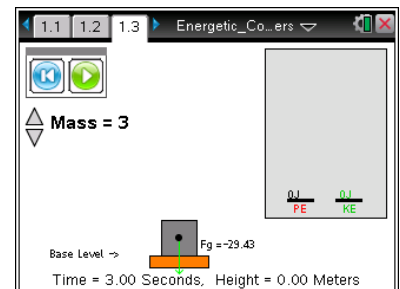 1.1 1.2 1.3 Energetic_Co…ers
Mass = 3
0J 0J
PE KE
Fg =-29.43
Base Level ->
Time = 3.00 Seconds, Height = 0.00 Meters